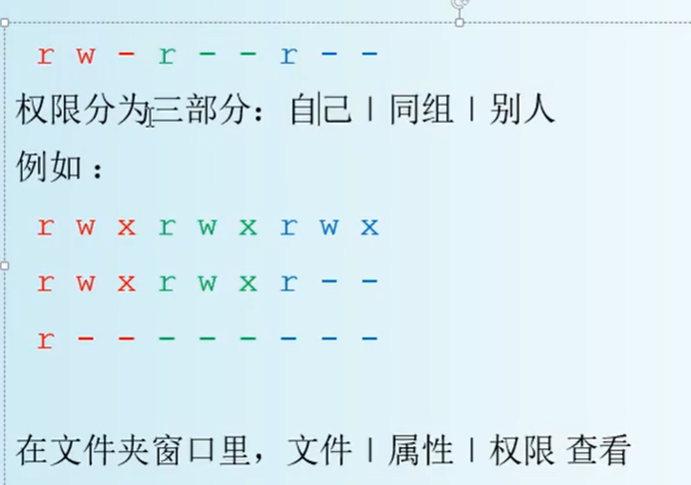 r w - r - - r - -
权限分为三部分：自己 | 同组 | 别人
例如：
r w x r w x r w x
r w x r w x r - -
r - - - - - - - -
在文件夹窗口里，文件 | 属性 | 权限 查看